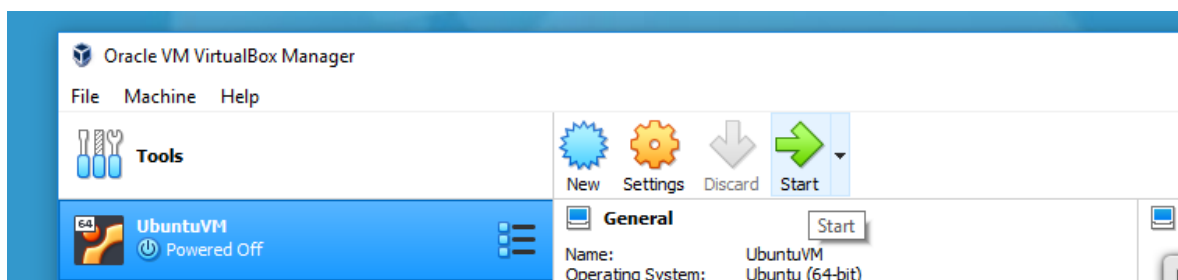 Oracle VM VirtualBox Manager
File Machine Help
Tools
New Settings Discard Start
64
UbuntuVM
Powered Off
General
Start
Name: UbuntuVM
Operating System: Ubuntu (64-bit)